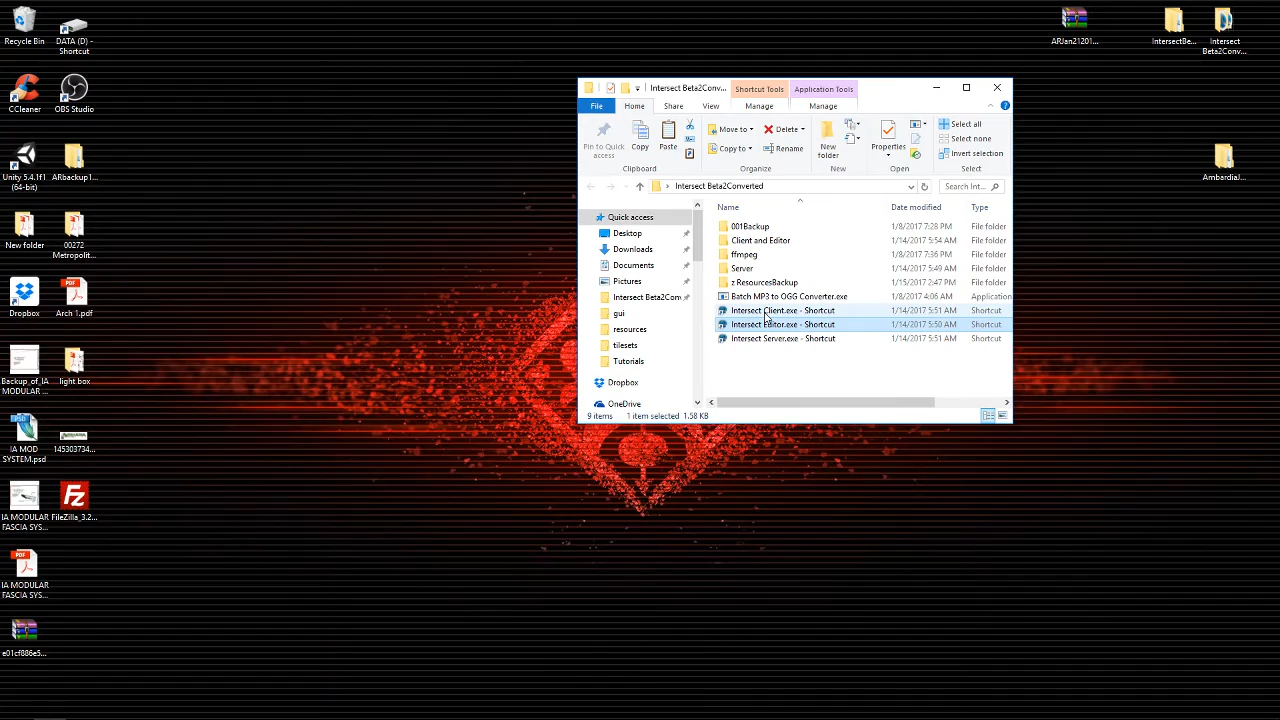 Recycle Bin
DATA (D) -
Shortcut
CCleaner
OBS Studio
Unity 5.4.1f1
(64-bit)
ARbackup1...
New folder
00272
Metropolit...
Dropbox
Arch 1.pdf
Backup_of_IA
MODULAR ...
light box
IA MOD
SYSTEM.psd
145303734...
IA MODULAR
FASCIA SYS...
FileZilla_3.2...
IA MODULAR
FASCIA SYS...
e01cf886e5...
ARJan21201...
IntersectBe...
Intersect
Beta2Conv...
AmbardiaJ...
Intersect Beta2Conv...
Shortcut Tools
Application Tools
File
Home
Share
View
Manage
Manage
Pin to Quick
access
Copy
Paste
Clipboard
Move to
Copy to
Delete
Rename
Organize
New
folder
New
Properties
Open
Select all
Select none
Invert selection
Select
Intersect Beta2Converted
Search Int...
Quick access
Desktop
Downloads
Documents
Pictures
Intersect Beta2Com
gui
resources
tilesets
Tutorials
Dropbox
OneDrive
Name Date modified Type
001Backup 1/8/2017 7:28 PM File folder
Client and Editor 1/14/2017 5:54 AM File folder
ffmpeg 1/8/2017 7:36 PM File folder
Server 1/14/2017 5:49 AM File folder
z ResourcesBackup 1/15/2017 2:47 PM File folder
Batch MP3 to OGG Converter.exe 1/8/2017 4:06 AM Application
Intersect Client.exe - Shortcut 1/14/2017 5:51 AM Shortcut
Intersect Editor.exe - Shortcut 1/14/2017 5:50 AM Shortcut
Intersect Server.exe - Shortcut 1/14/2017 5:51 AM Shortcut
9 items 1 item selected 1.58 KB